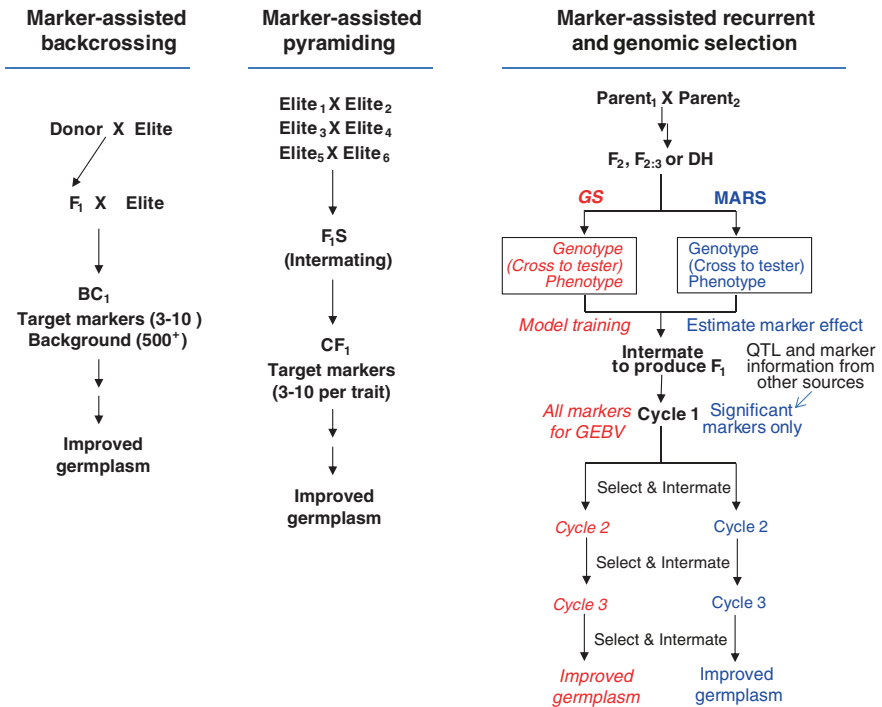 Marker-assisted
backcrossing
Donor X Elite
F₁ X Elite
BC₁
Target markers (3-10 )
Background (500⁺)
Improved
germplasm
Marker-assisted
pyramiding
Elite₁ X Elite₂
Elite₃ X Elite₄
Elite₅ X Elite₆
F₁S
(Intermating)
CF₁
Target markers
(3-10 per trait)
Improved
germplasm
Marker-assisted recurrent
and genomic selection
Parent₁ X Parent₂
F₂, F₂:₃ or DH
GS
MARS
Genotype
(Cross to tester)
Phenotype
Genotype
(Cross to tester)
Phenotype
Model training
Estimate marker effect
Intermate
to produce F₁
QTL and marker
information from
other sources
All markers
for GEBV
Cycle 1
Significant
markers only
Select & Intermate
Cycle 2
Cycle 2
Select & Intermate
Cycle 3
Cycle 3
Select & Intermate
Improved
germplasm
Improved
germplasm